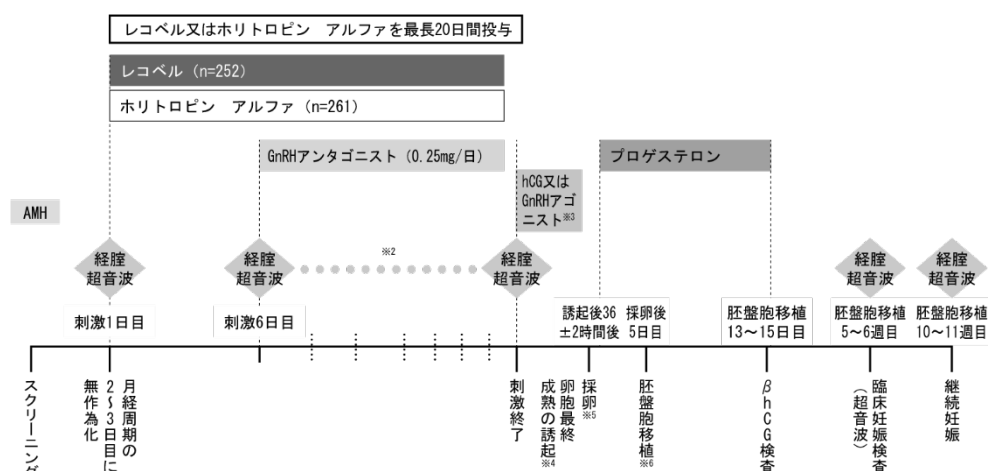 レコベル又はホリトロピン アルファを最長20日間投与
レコベル（n=252）
ホリトロピン アルファ（n=261）
GnRHアンタゴニスト（0.25mg/日）
プロゲステロン
hCG又は
GnRHアゴ
ニスト※3
AMH
※2
経腟
超音波
経腟
超音波
経腟
超音波
経腟
超音波
経腟
超音波
刺激1日目
刺激6日目
誘起後36
±2時間後
採卵後
5日目
胚盤胞移植
13～15日目
胚盤胞移植
5～6週目
胚盤胞移植
10～11週目
スクリーニング
月経周期の
2～3日目に
無作為化
刺激終了
卵胞最終
成熟の誘起※4
採卵※5
胚盤胞移植※6
βhCG検査
臨床妊娠検査
（超音波）
継続妊娠